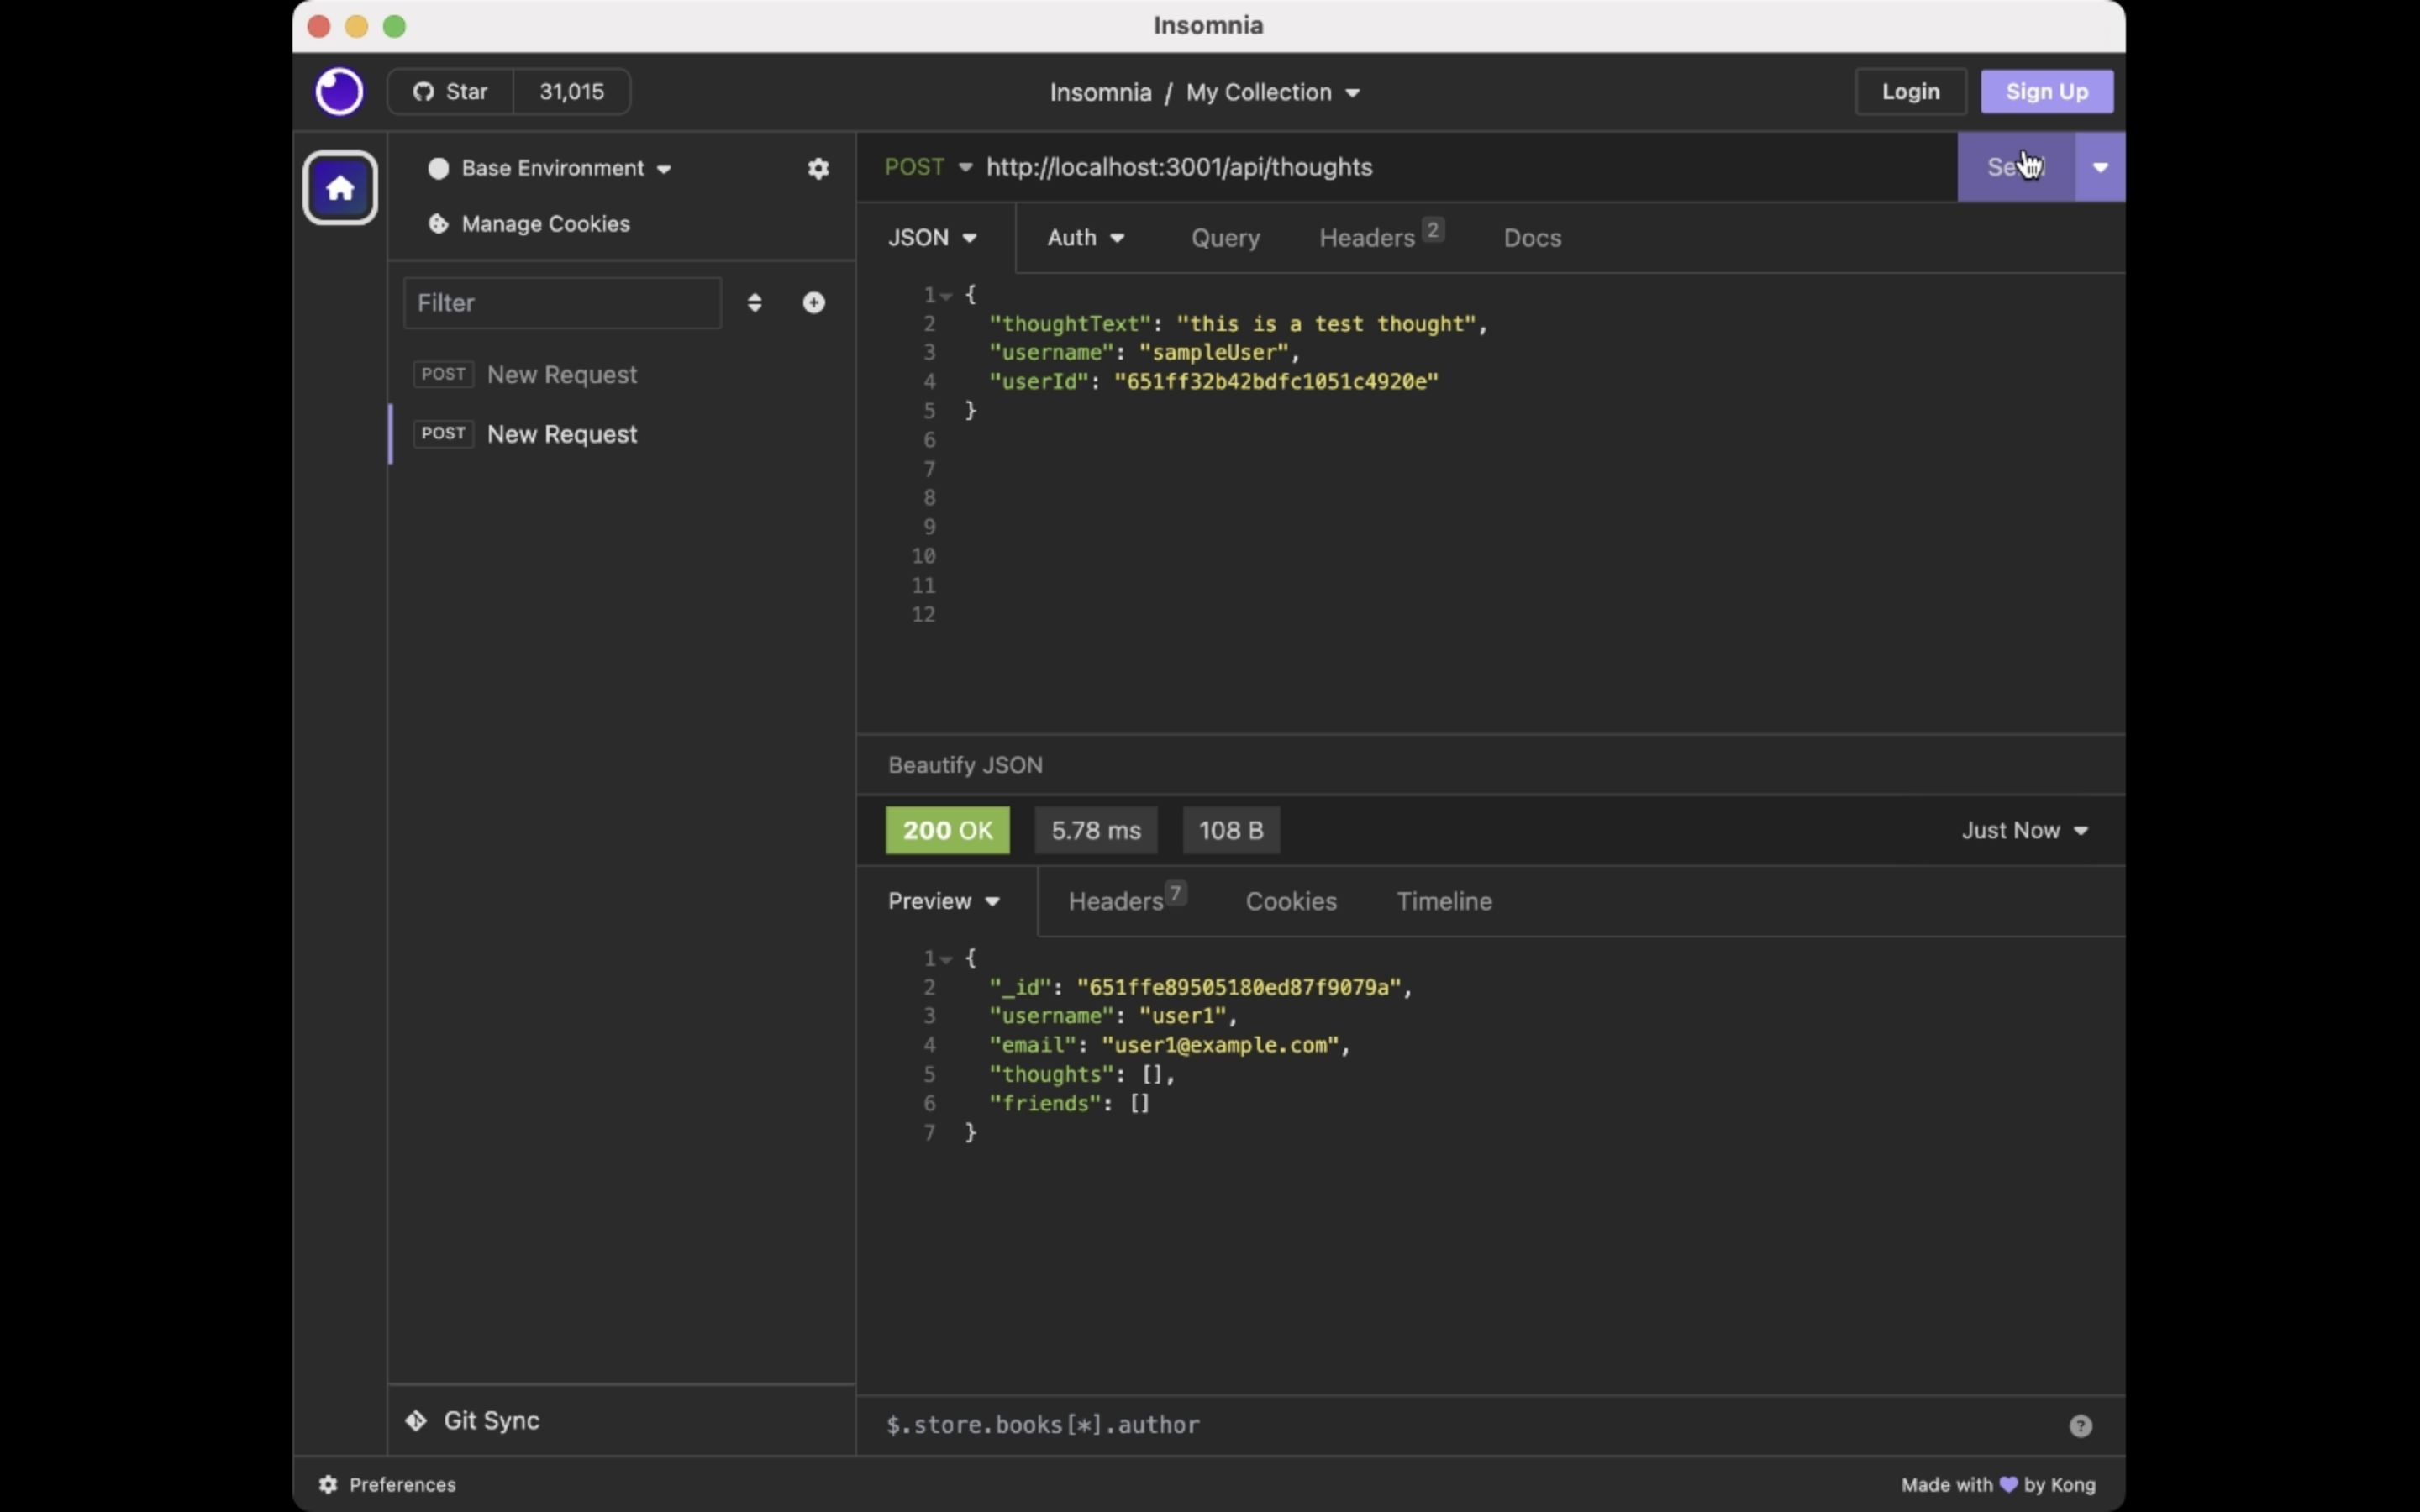 Insomnia
Star 31,015
Insomnia / My Collection
Login
Sign Up
Base Environment
Manage Cookies
Filter
POST New Request
POST New Request
Git Sync
POST http://localhost:3001/api/thoughts
JSON Auth Query Headers 2 Docs
1 {
2 "thoughtText": "this is a test thought",
3 "username": "sampleUser",
4 "userId": "651ff32b42bdfc1051c4920e"
5 }
6
7
8
9
10
11
12
Beautify JSON
200 OK 5.78 ms 108 B Just Now
Preview Headers 7 Cookies Timeline
1 {
2 "_id": "651ffe89505180ed87f9079a",
3 "username": "user1",
4 "email": "user1@example.com",
5 "thoughts": [],
6 "friends": []
7 }
$.store.books[*].author
?
Preferences
Made with 💜 by Kong